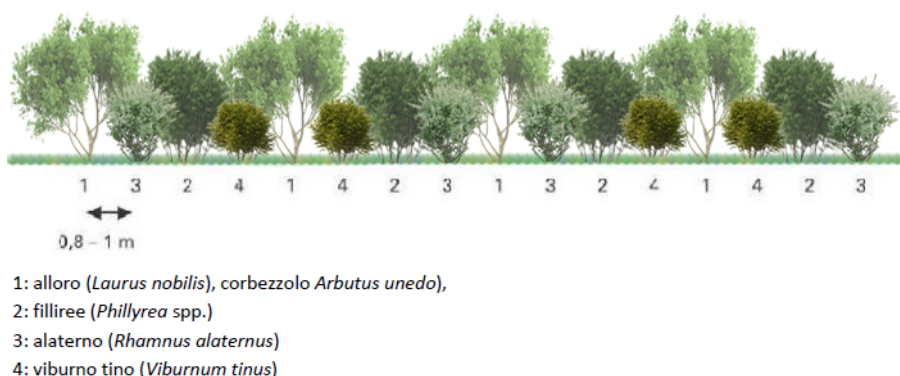 1 3 2 4 1 4 2 3 1 3 2 4 1 4 2 3
0,8 – 1 m
1: alloro (Laurus nobilis), corbezzolo Arbutus unedo),
2: filliree (Phillyrea spp.)
3: alaterno (Rhamnus alaternus)
4: viburno tino (Viburnum tinus)